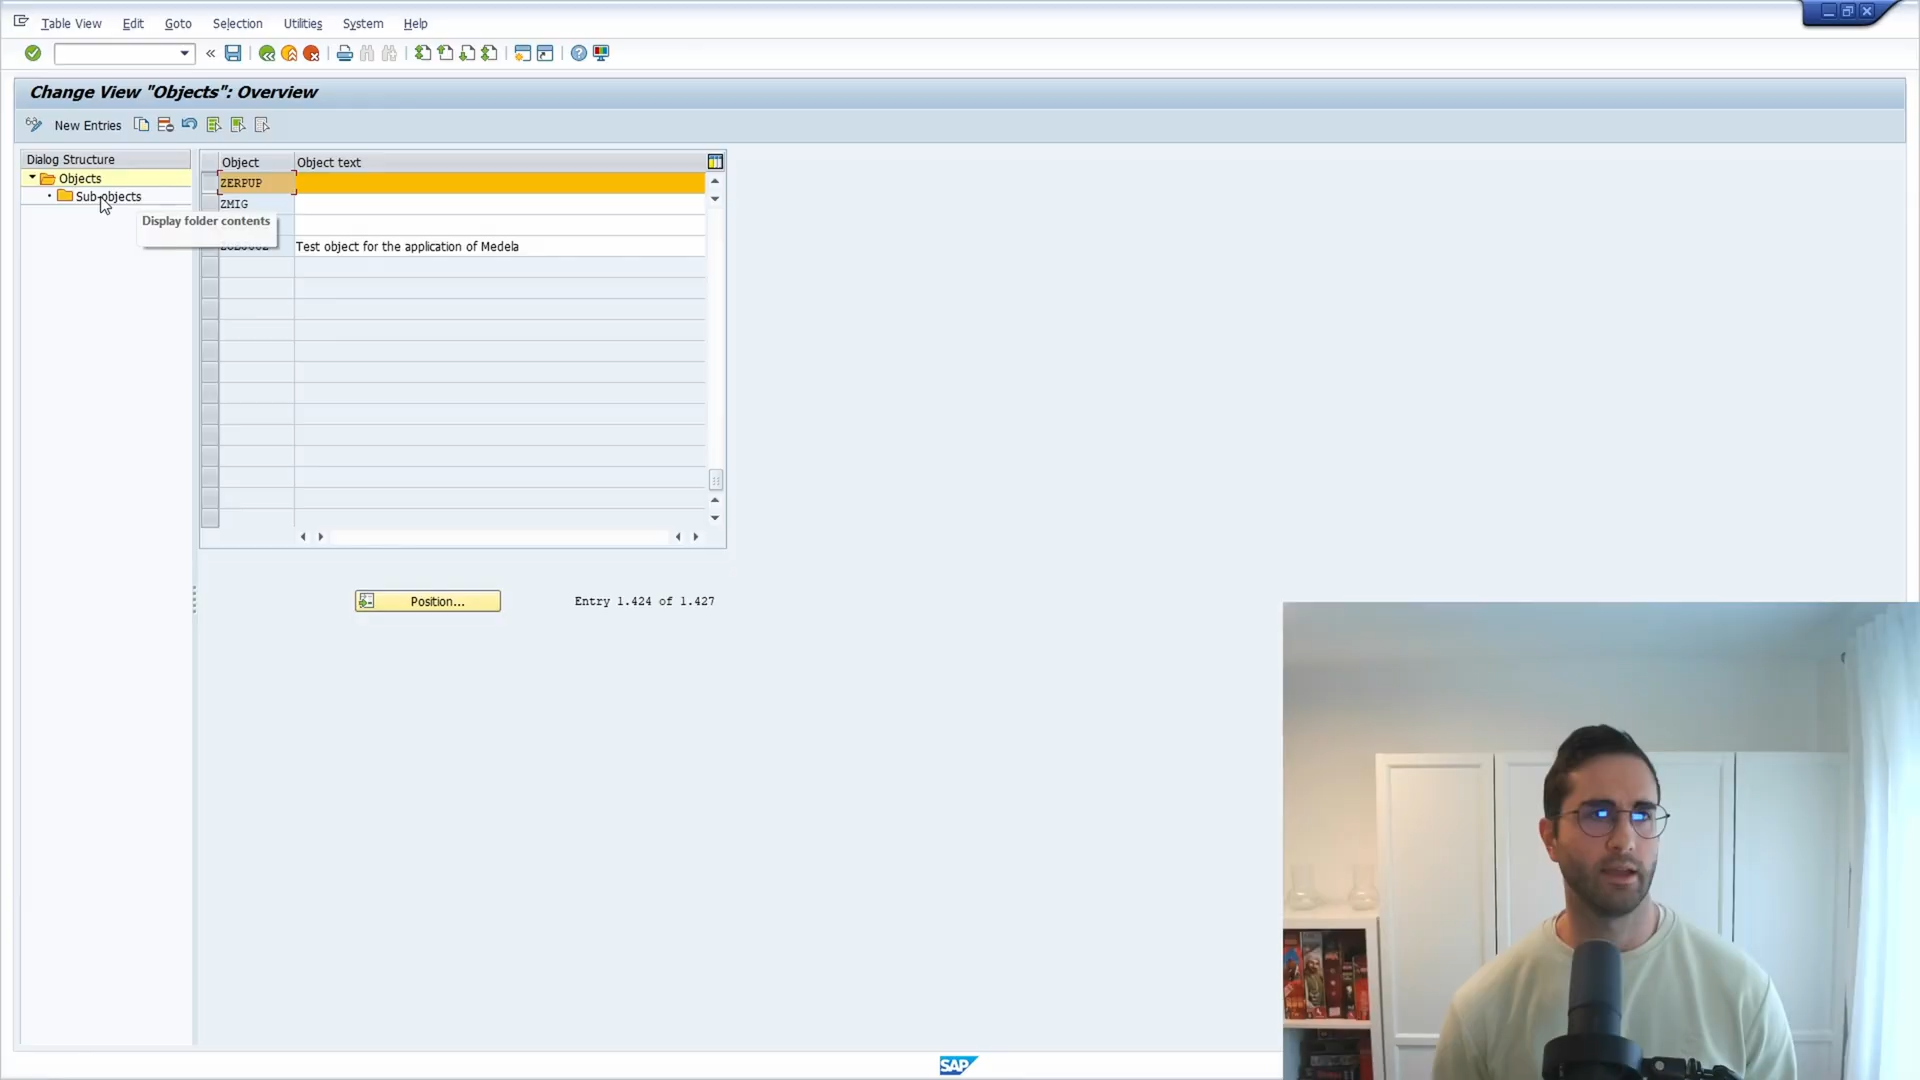 Table View Edit Goto Selection Utilities System Help
Change View "Objects": Overview
New Entries
Dialog Structure
Objects
Sub-objects
Display folder contents
Object Object text
ZERPUP
ZMIG
Test object for the application of Medela
Position...
Entry 1.424 of 1.427
SAP